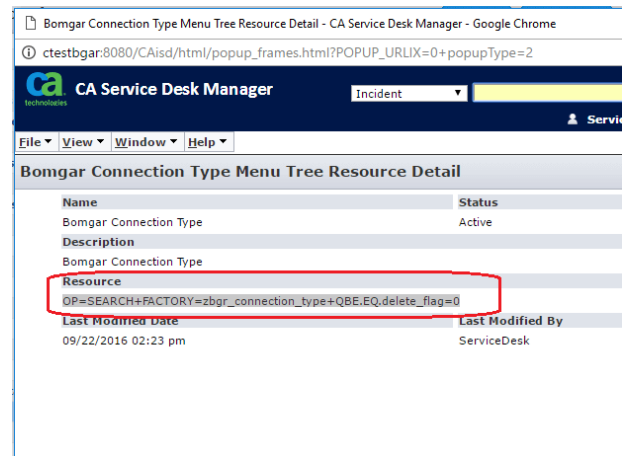 Bomgar Connection Type Menu Tree Resource Detail - CA Service Desk Manager - Google Chrome
ctestbgar:8080/CAisd/html/popup_frames.html?POPUP_URLIX=0+popupType=2
ca technologies
CA Service Desk Manager
Incident ▼
Servic
File ▼ View ▼ Window ▼ Help ▼
Bomgar Connection Type Menu Tree Resource Detail
Name Status
Bomgar Connection Type Active
Description
Bomgar Connection Type
Resource
OP=SEARCH+FACTORY=zbgr_connection_type+QBE.EQ.delete_flag=0
Last Modified Date Last Modified By
09/22/2016 02:23 pm ServiceDesk